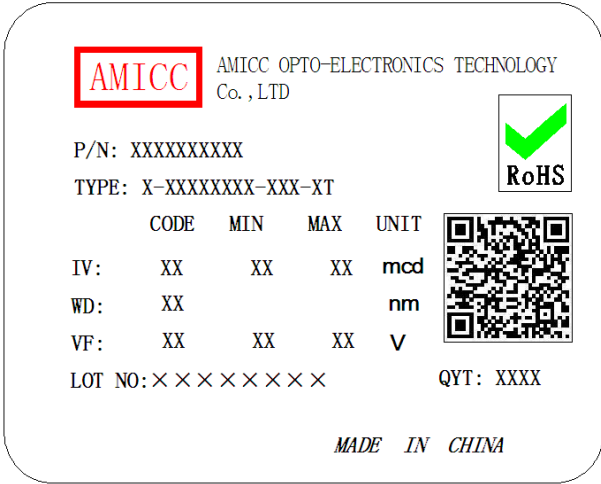 AMICC
AMICC OPTO-ELECTRONICS TECHNOLOGY
Co.,LTD
RoHS
P/N: XXXXXXXXXX
TYPE: X-XXXXXXXX-XXX-XT
CODE MIN MAX UNIT
IV: XX XX XX mcd
WD: XX nm
VF: XX XX XX V
LOT NO:×××××××× QYT: XXXX
MADE IN CHINA